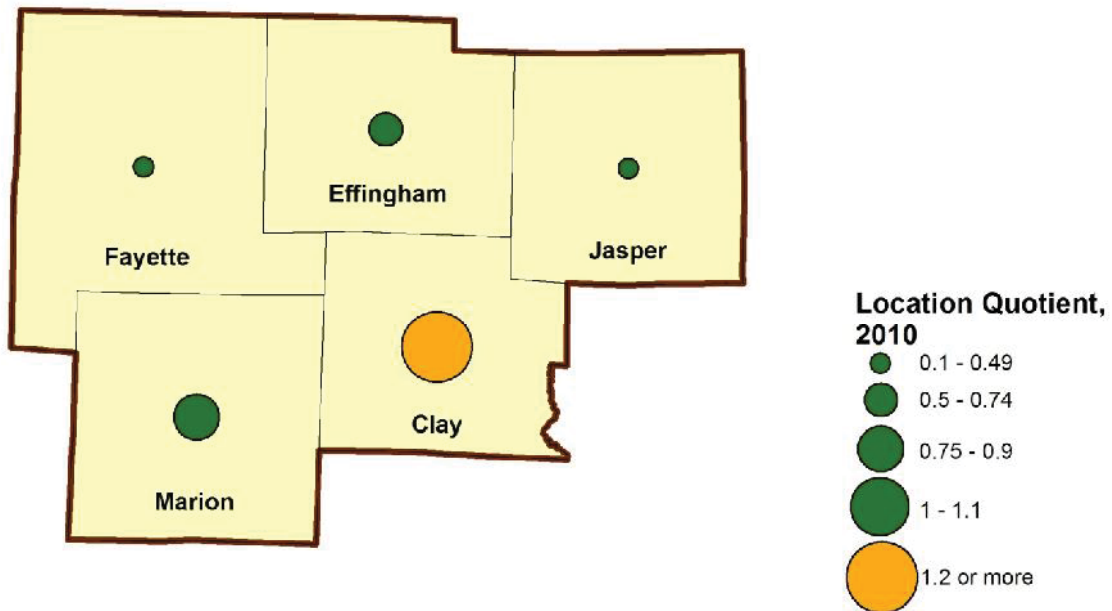 Effingham
Fayette
Jasper
Clay
Marion
Location Quotient,
2010
0.1 - 0.49
0.5 - 0.74
0.75 - 0.9
1 - 1.1
1.2 or more